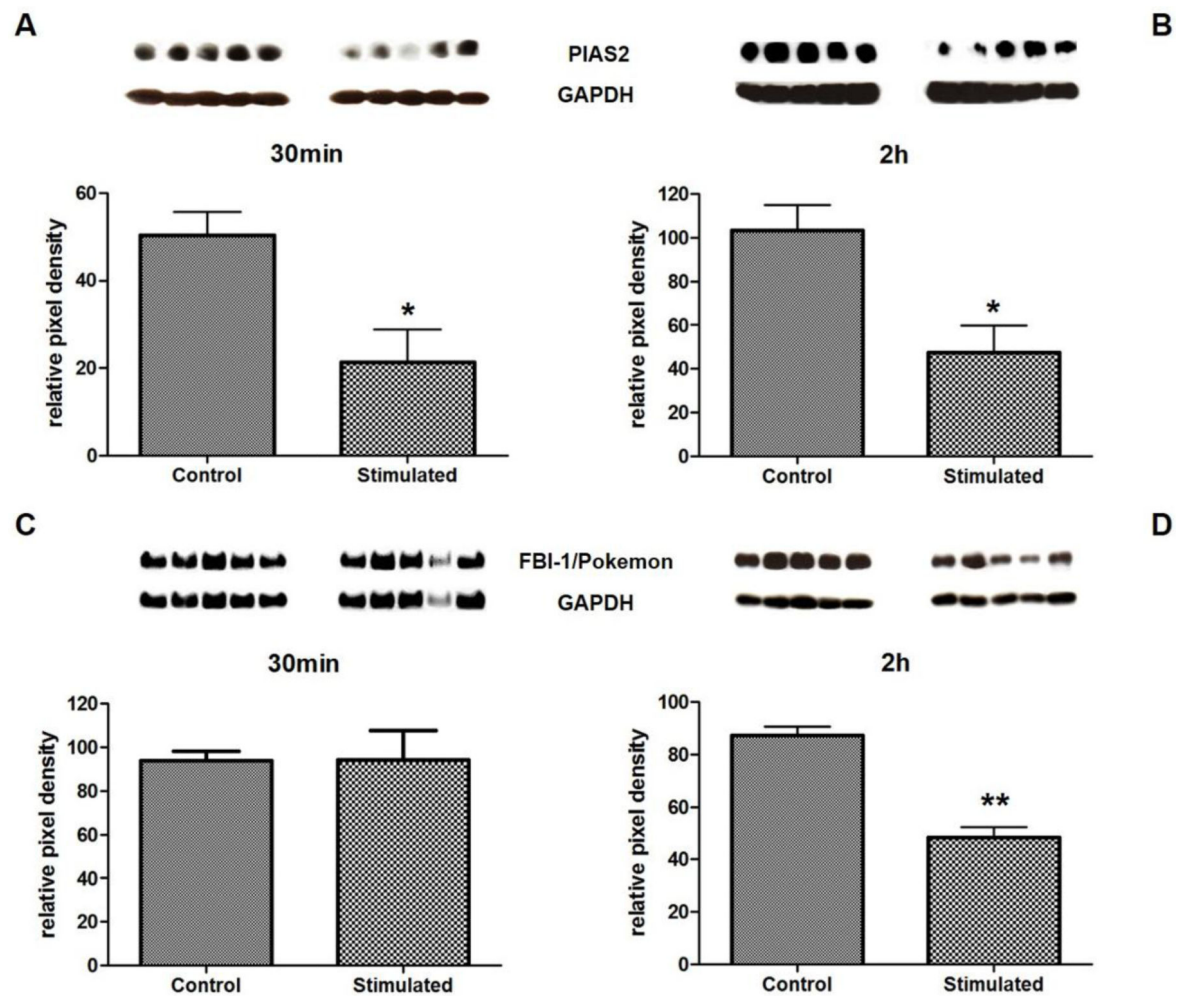 A
B
PIAS2
GAPDH
30min
2h
60
40
20
0
relative pixel density
*
Control
Stimulated
120
100
80
60
40
20
0
relative pixel density
*
Control
Stimulated
C
D
FBI-1/Pokemon
GAPDH
30min
2h
120
100
80
60
40
20
0
relative pixel density
Control
Stimulated
100
80
60
40
20
0
relative pixel density
**
Control
Stimulated